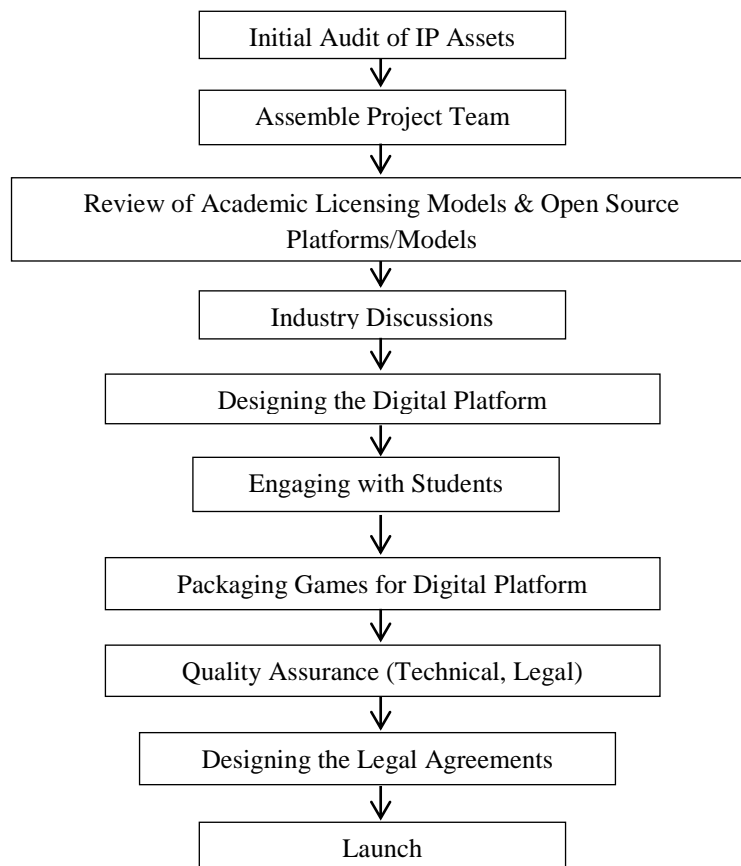 Initial Audit of IP Assets
Assemble Project Team
Review of Academic Licensing Models & Open Source
Platforms/Models
Industry Discussions
Designing the Digital Platform
Engaging with Students
Packaging Games for Digital Platform
Quality Assurance (Technical, Legal)
Designing the Legal Agreements
Launch